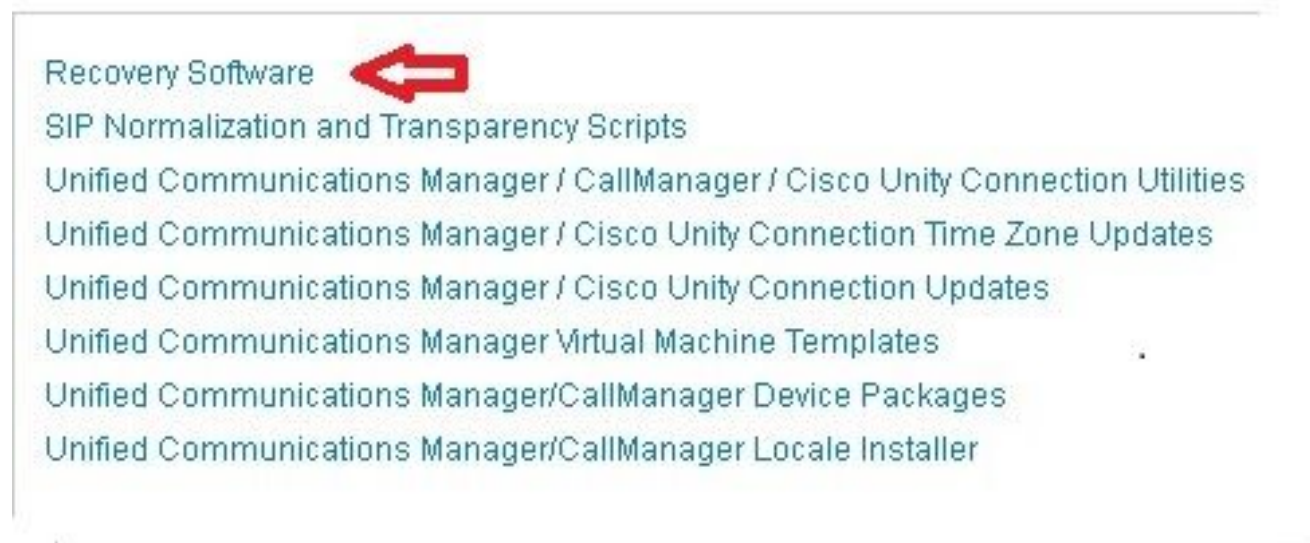 Recovery Software
SIP Normalization and Transparency Scripts
Unified Communications Manager / CallManager / Cisco Unity Connection Utilities
Unified Communications Manager / Cisco Unity Connection Time Zone Updates
Unified Communications Manager / Cisco Unity Connection Updates
Unified Communications Manager Virtual Machine Templates
Unified Communications Manager/CallManager Device Packages
Unified Communications Manager/CallManager Locale Installer